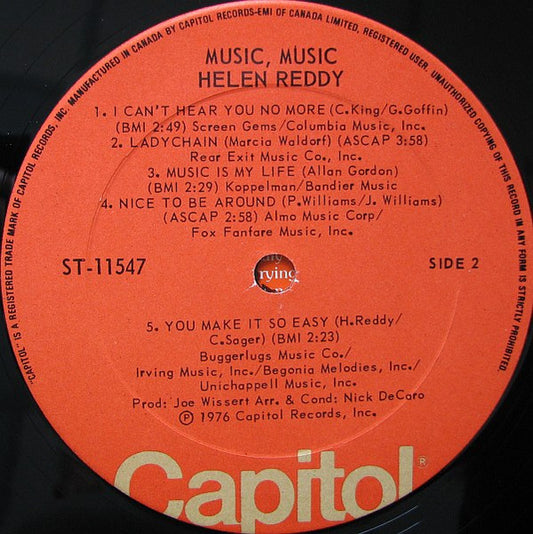 MANUFACTURED IN CANADA BY CAPITOL RECORDS-EMI OF CANADA LIMITED, REGISTERED USER. UNAUTHORIZED COPYING OF THIS RECORD IN ANY FORM IS STRICTLY PROHIBITED.
"CAPITOL" IS A REGISTERED TRADE MARK OF CAPITOL RECORDS, INC.
MUSIC, MUSIC
HELEN REDDY
1. I CAN'T HEAR YOU NO MORE (C.King/G.Goffin)
(BMI 2:49) Screen Gems/Columbia Music, Inc.
2. LADYCHAIN (Marcia Waldorf) (ASCAP 3:58)
Rear Exit Music Co., Inc.
3. MUSIC IS MY LIFE (Allan Gordon)
(BMI 2:29) Koppelman/Bandier Music
4. NICE TO BE AROUND (P.Williams/J. Williams)
(ASCAP 2:58) Almo Music Corp/
Fox Fanfare Music, Inc.
ST-11547
rying
SIDE 2
5. YOU MAKE IT SO EASY (H.Reddy/
C.Sager) (BMI 2:23)
Buggerlugs Music Co./
Irving Music, Inc./Begonia Melodies, Inc./
Unichappell Music, Inc.
Prod: Joe Wissert Arr. & Cond: Nick DeCaro
℗ 1976 Capitol Records, Inc.
Capitol®